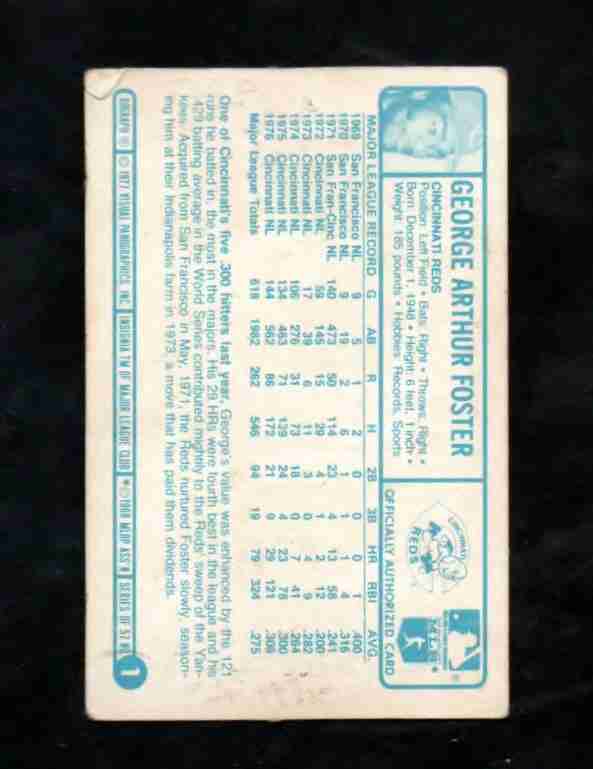 GEORGE ARTHUR FOSTER
CINCINNATI REDS
Position: Left Field • Bats: Right • Throws: Right •
Born: December 1, 1948 • Height: 6 feet, 1 inch •
Weight: 185 pounds • Hobbies: Records, Sports
CINCINNATI
REDS
OFFICIALLY AUTHORIZED CARD
MAJOR LEAGUE RECORD G AB R H 2B 3B HR RBI AVG.
1969 San Francisco NL 9 5 1 2 0 0 0 1 .400
1970 San Francisco NL 9 19 2 6 1 1 1 4 .316
1971 San Fran-Cinc NL 140 473 50 114 23 4 13 58 .241
1972 Cincinnati NL 59 145 15 29 4 1 2 12 .200
1973 Cincinnati NL 17 39 6 11 3 0 4 9 .282
1974 Cincinnati NL 106 276 31 73 18 0 7 41 .264
1975 Cincinnati NL 134 463 71 139 24 4 23 78 .300
1976 Cincinnati NL 144 562 86 172 21 9 29 121 .306
Major League Totals 618 1982 262 546 94 19 79 324 .275
One of Cincinnati's five .300 hitters last year, George's value was enhanced by the 121
runs he batted in, the most in the majors. His 29 HRs were fourth best in the league and his
.429 batting average in the World Series contributed mightily to the Reds' sweep of the Yan-
kees. Acquired from San Francisco in May, 1971, the Reds nurtured Foster slowly, season-
ing him at their Indianapolis farm in 1973, a move that has paid them dividends.
© 1977 VISUAL PANOGRAPHICS, INC. INSIGNIA TM OF MAJOR LEAGUE CLUB © 1969 MLBP ASS'N SERIES OF 57 # 1